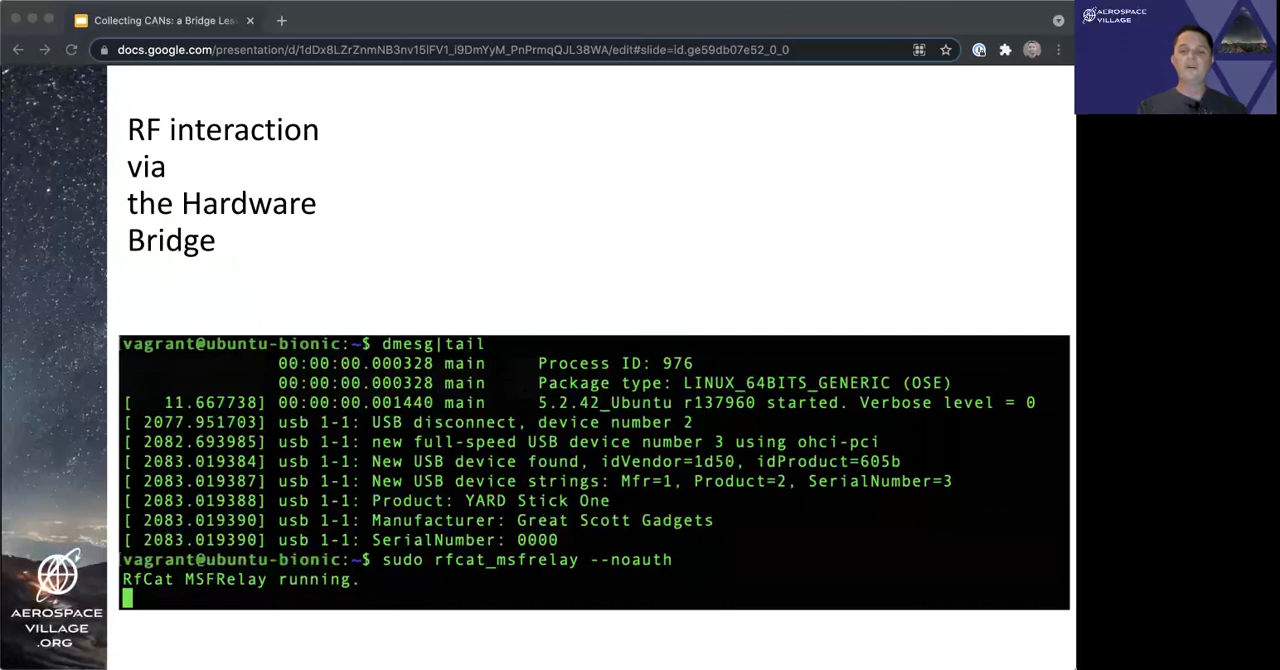 Collecting CANs: a Bridge Les
docs.google.com/presentation/d/1dDx8LZrZnmNB3nv15lFV1_i9DmYyM_PnPrmqQJL38WA/edit#slide=id.ge59db07e52_0_0
AEROSPACE
VILLAGE
RF interaction
via
the Hardware
Bridge
[vagrant@ubuntu-bionic:~$ dmesg|tail
00:00:00.000328 main Process ID: 976
00:00:00.000328 main Package type: LINUX_64BITS_GENERIC (OSE)
[ 11.667738] 00:00:00.001440 main 5.2.42_Ubuntu r137960 started. Verbose level = 0
[ 2077.951703] usb 1-1: USB disconnect, device number 2
[ 2082.693985] usb 1-1: new full-speed USB device number 3 using ohci-pci
[ 2083.019384] usb 1-1: New USB device found, idVendor=1d50, idProduct=605b
[ 2083.019387] usb 1-1: New USB device strings: Mfr=1, Product=2, SerialNumber=3
[ 2083.019388] usb 1-1: Product: YARD Stick One
[ 2083.019390] usb 1-1: Manufacturer: Great Scott Gadgets
[ 2083.019390] usb 1-1: SerialNumber: 0000
[vagrant@ubuntu-bionic:~$ sudo rfcat_msfrelay --noauth
RfCat MSFRelay running.
AEROSPACE
VILLAGE
.ORG